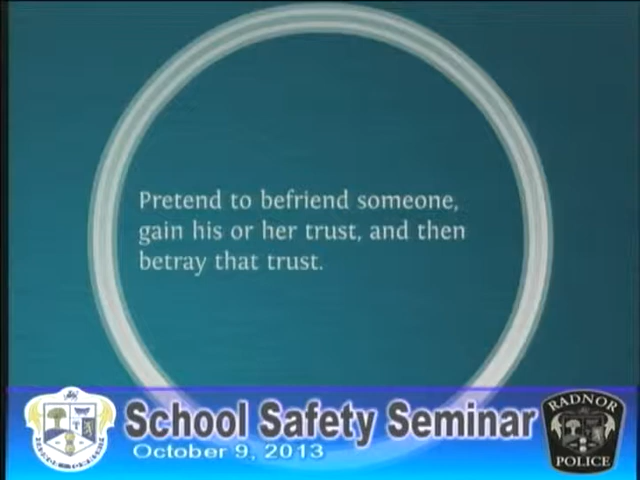 Pretend to befriend someone,
gain his or her trust, and then
betray that trust.
School Safety Seminar
October 9, 2013
RADNOR
POLICE